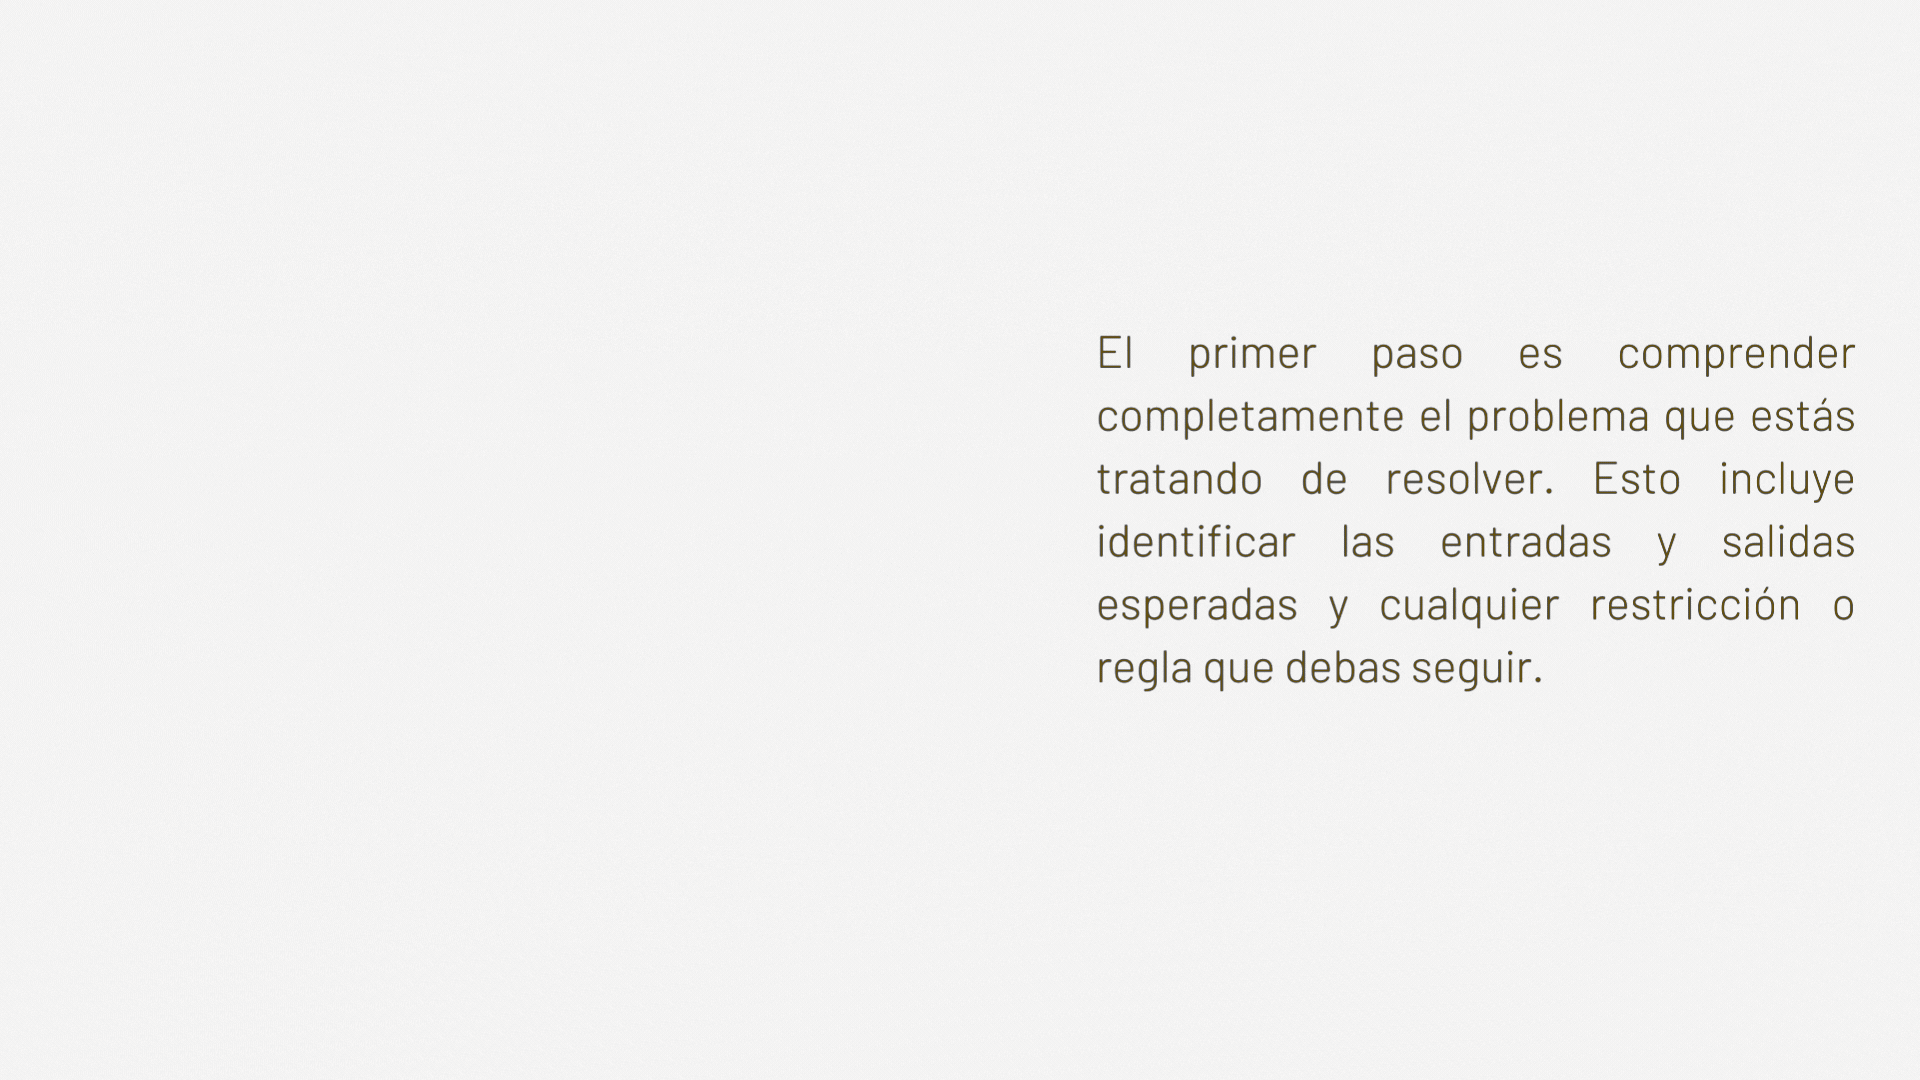 El primer paso es comprender
completamente el problema que estás
tratando de resolver. Esto incluye
identificar las entradas y salidas
esperadas y cualquier restricción o
regla que debas seguir.